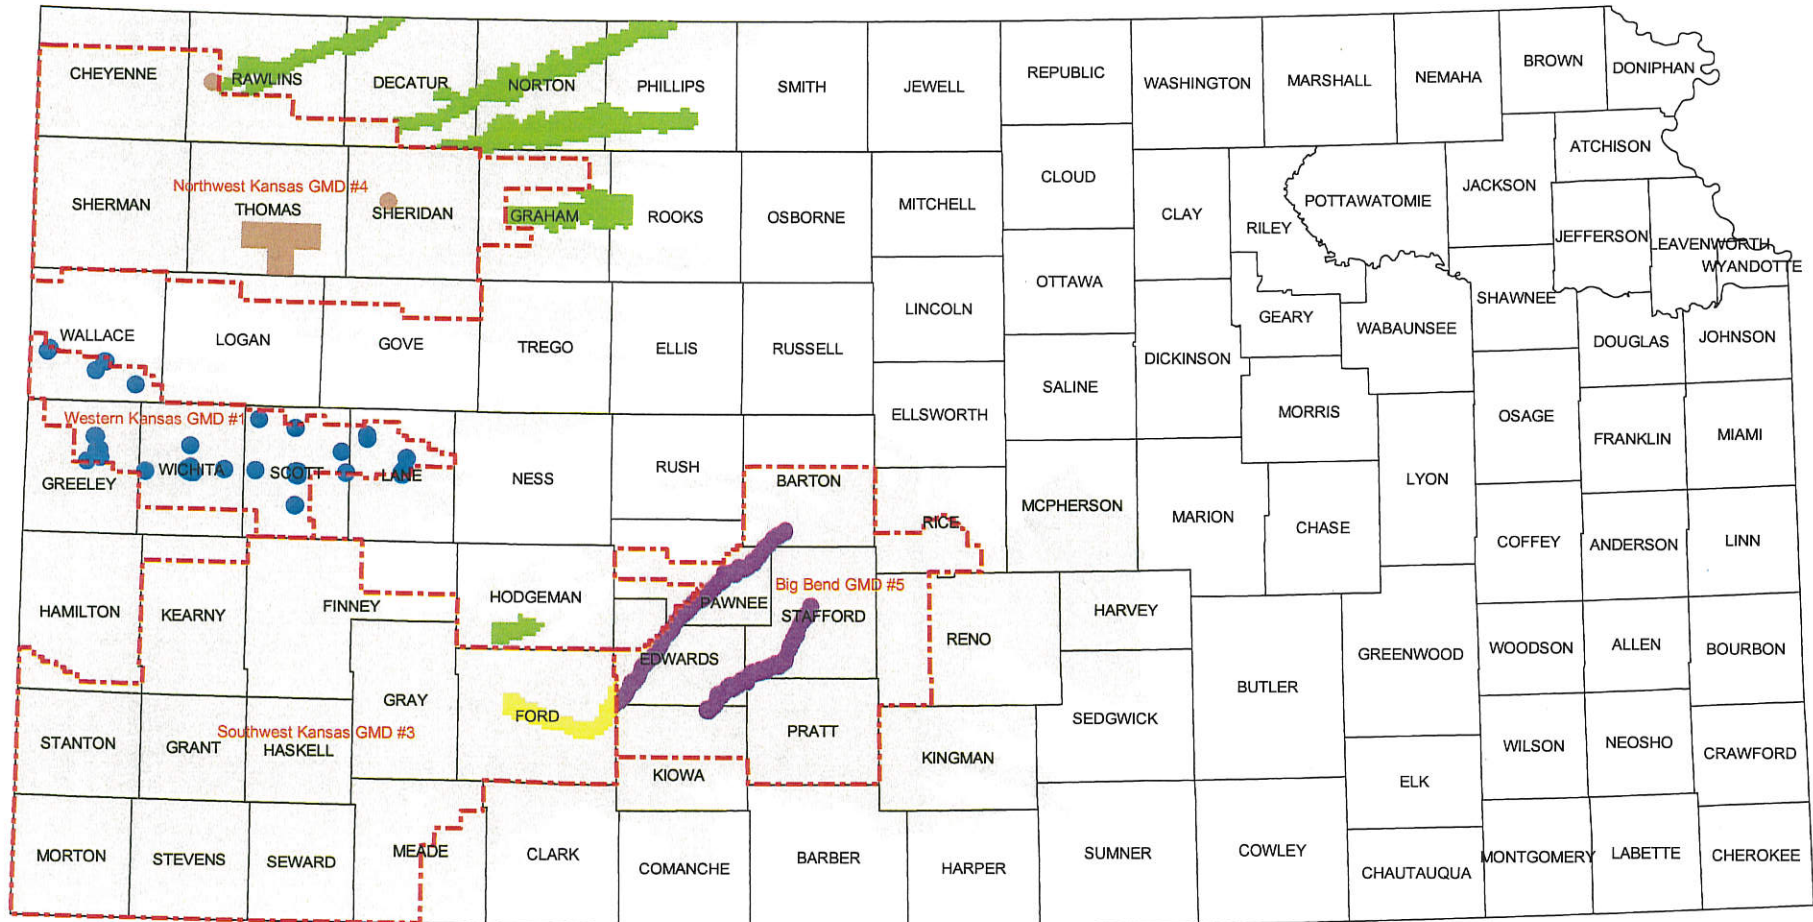 CHEYENNE
RAWLINS
DECATUR
NORTON
PHILLIPS
SMITH
JEWELL
REPUBLIC
WASHINGTON
MARSHALL
NEMAHA
BROWN
DONIPHAN
SHERMAN
Northwest Kansas GMD #4
THOMAS
SHERIDAN
GRAHAM
ROOKS
OSBORNE
MITCHELL
CLOUD
CLAY
RILEY
POTTAWATOMIE
JACKSON
ATCHISON
JEFFERSON
LEAVENWORTH
WYANDOTTE
WALLACE
LOGAN
GOVE
TREGO
ELLIS
RUSSELL
LINCOLN
OTTAWA
SALINE
DICKINSON
GEARY
WABAUNSEE
SHAWNEE
DOUGLAS
JOHNSON
Western Kansas GMD #1
GREELEY
WICHITA
SCOTT
LANE
NESS
RUSH
BARTON
ELLSWORTH
RICE
MCPHERSON
MARION
MORRIS
CHASE
LYON
OSAGE
FRANKLIN
MIAMI
COFFEY
ANDERSON
LINN
HAMILTON
KEARNY
FINNEY
HODGEMAN
PAWNEE
Big Bend GMD #5
STAFFORD
EDWARDS
RENO
HARVEY
BUTLER
GREENWOOD
WOODSON
ALLEN
BOURBON
STANTON
GRANT
Southwest Kansas GMD #3
HASKELL
GRAY
FORD
KIOWA
PRATT
KINGMAN
SEDGWICK
ELK
WILSON
NEOSHO
CRAWFORD
MORTON
STEVENS
SEWARD
MEADE
CLARK
COMANCHE
BARBER
HARPER
SUMNER
COWLEY
CHAUTAUQUA
MONTGOMERY
LABETTE
CHEROKEE